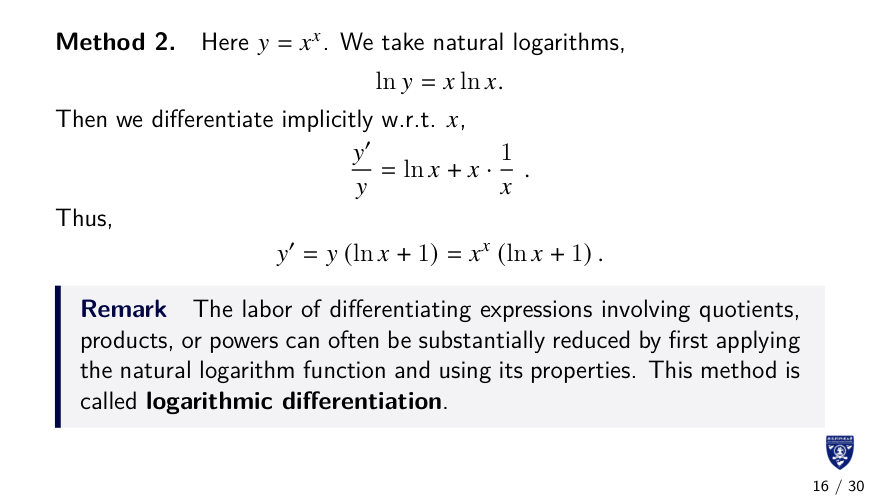 Method 2. Here y = xˣ. We take natural logarithms,
ln y = x ln x.
Then we differentiate implicitly w.r.t. x,
y′/y = ln x + x · 1/x .
Thus,
y′ = y (ln x + 1) = xˣ (ln x + 1) .
Remark The labor of differentiating expressions involving quotients,
products, or powers can often be substantially reduced by first applying
the natural logarithm function and using its properties. This method is
called logarithmic differentiation.
16 / 30